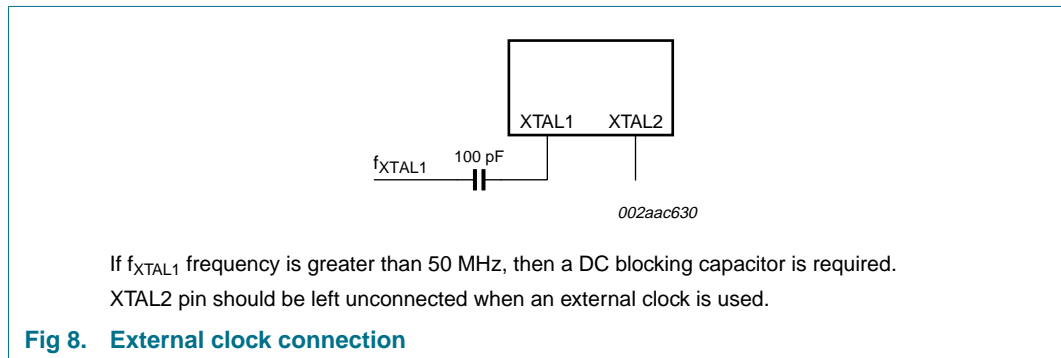 XTAL1 XTAL2
fXTAL1 100 pF
002aac630
If fXTAL1 frequency is greater than 50 MHz, then a DC blocking capacitor is required.
XTAL2 pin should be left unconnected when an external clock is used.
Fig 8. External clock connection